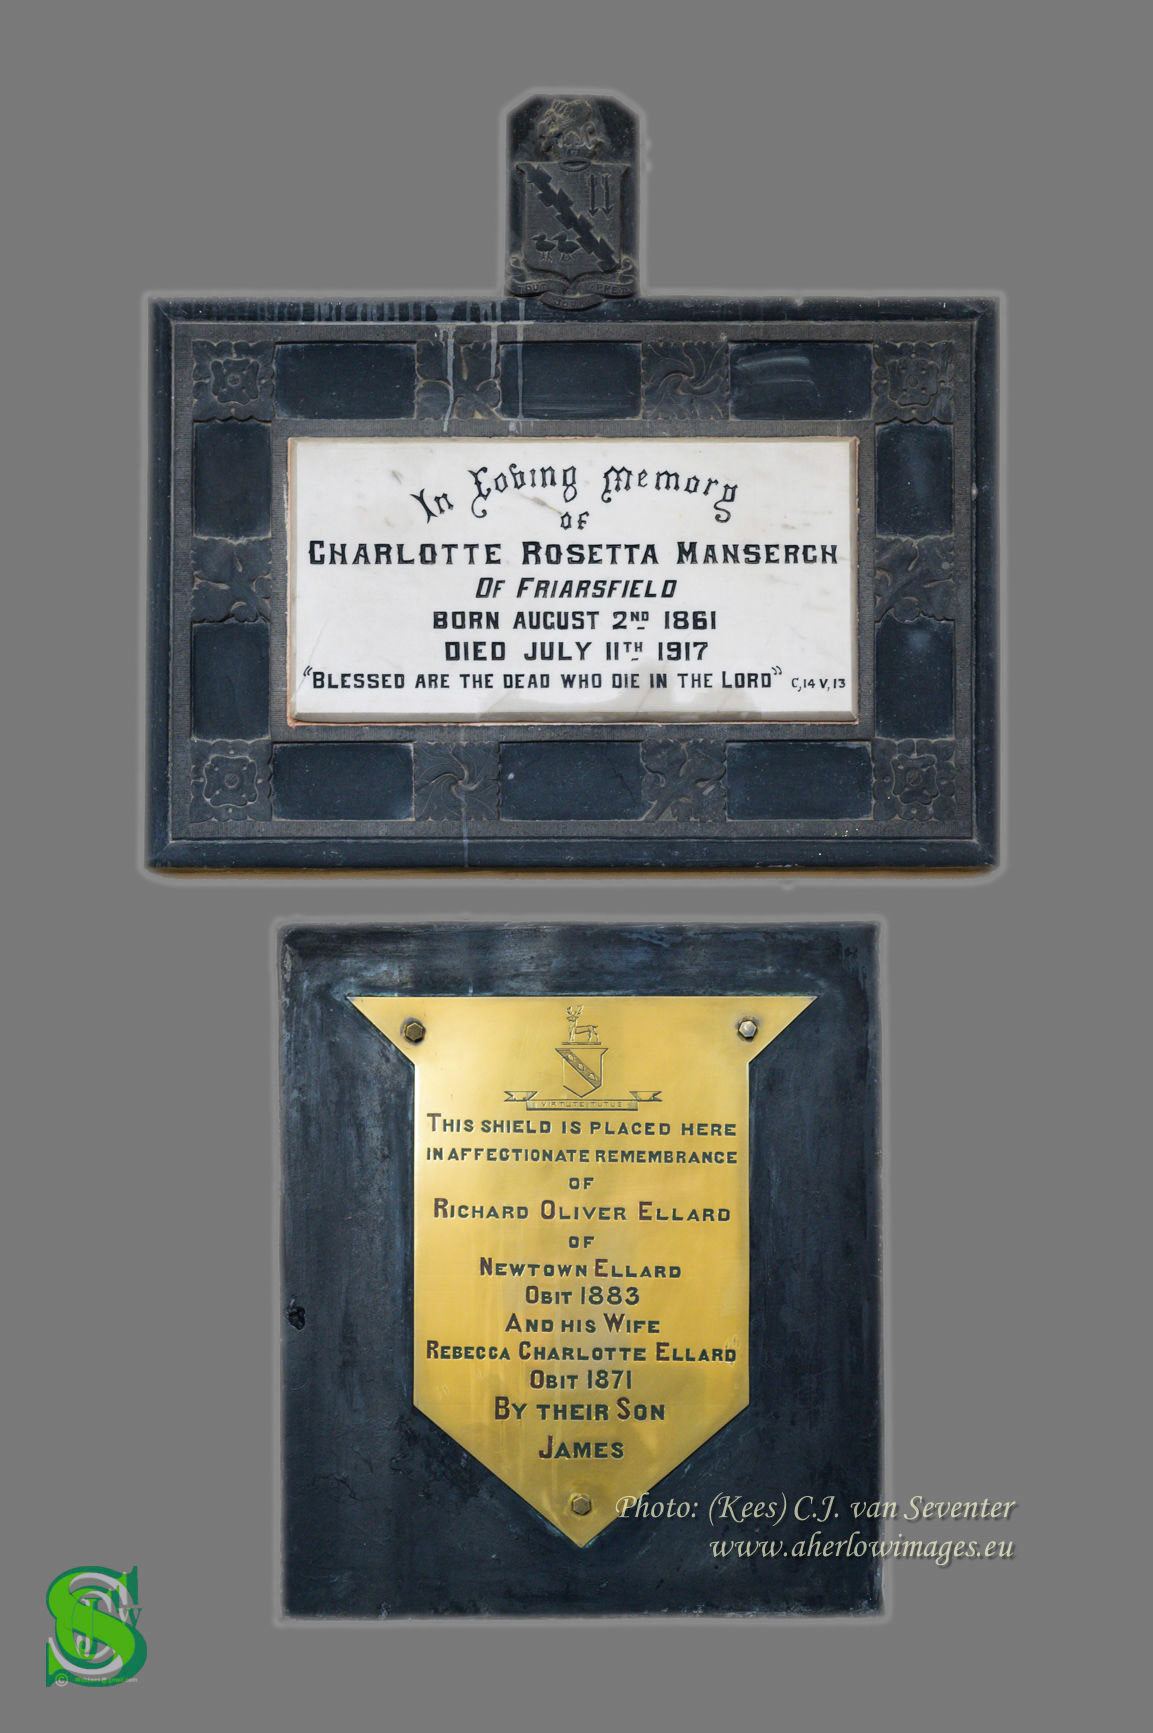 In Loving Memory
OF
CHARLOTTE ROSETTA MANSERGH
OF FRIARSFIELD
BORN AUGUST 2ND 1861
DIED JULY 11TH 1917
"BLESSED ARE THE DEAD WHO DIE IN THE LORD" C,14 V,13
VIRTUTE TUTUS
THIS SHIELD IS PLACED HERE
IN AFFECTIONATE REMEMBRANCE
OF
RICHARD OLIVER ELLARD
OF
NEWTOWN ELLARD
OBIT 1883
AND HIS WIFE
REBECCA CHARLOTTE ELLARD
OBIT 1871
BY THEIR SON
JAMES
Photo: (Kees) C.J. van Seventer
www.aherlowimages.eu